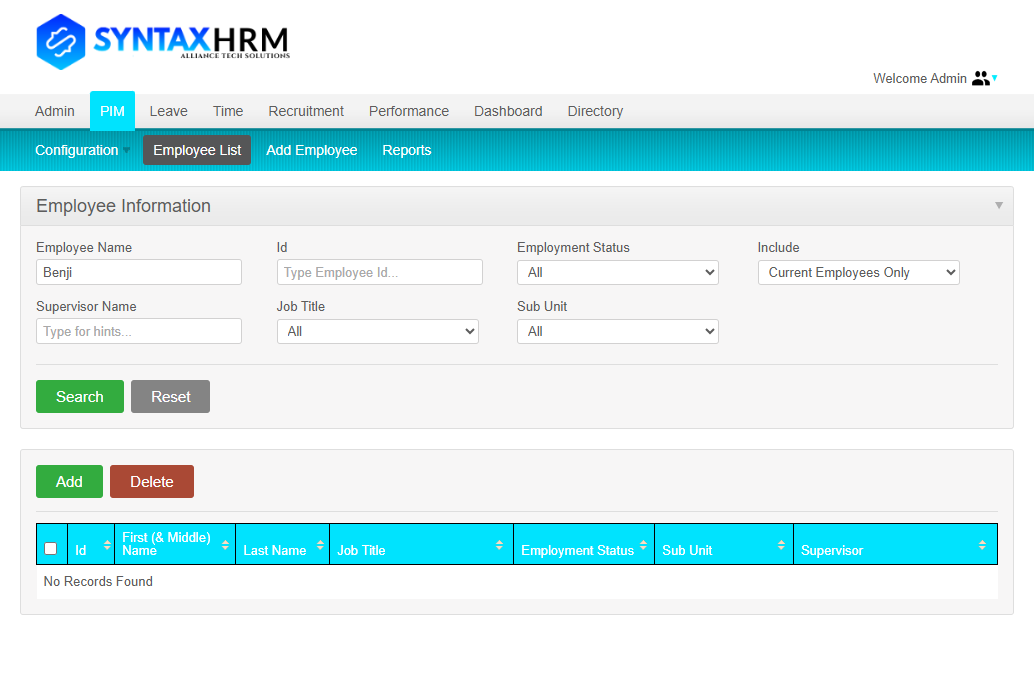 SYNTAXHRM
ALLIANCE TECH SOLUTIONS
Welcome Admin
Admin PIM Leave Time Recruitment Performance Dashboard Directory
Configuration Employee List Add Employee Reports
Employee Information
Employee Name Id Employment Status Include
Benji Type Employee Id... All Current Employees Only
Supervisor Name Job Title Sub Unit
Type for hints... All All
Search Reset
Add Delete
Id First (& Middle) Name Last Name Job Title Employment Status Sub Unit Supervisor
No Records Found